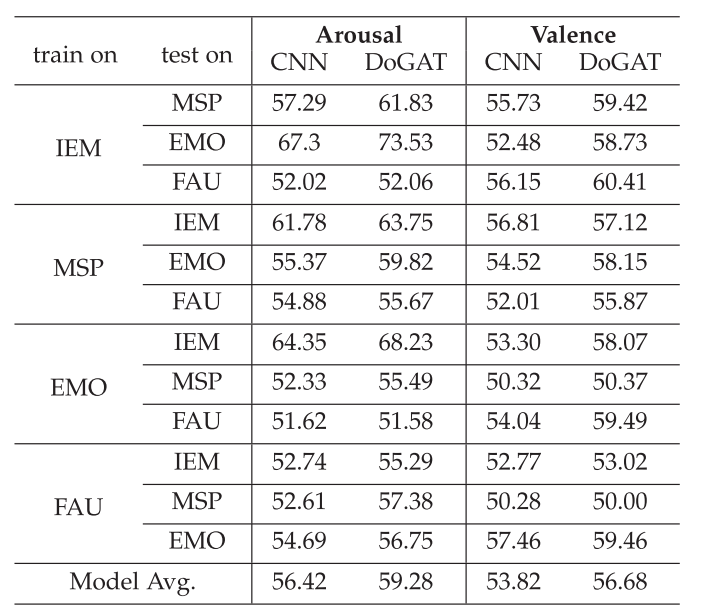 Arousal Valence
train on test on CNN DoGAT CNN DoGAT
MSP 57.29 61.83 55.73 59.42
IEM EMO 67.3 73.53 52.48 58.73
FAU 52.02 52.06 56.15 60.41
IEM 61.78 63.75 56.81 57.12
MSP EMO 55.37 59.82 54.52 58.15
FAU 54.88 55.67 52.01 55.87
IEM 64.35 68.23 53.30 58.07
EMO MSP 52.33 55.49 50.32 50.37
FAU 51.62 51.58 54.04 59.49
IEM 52.74 55.29 52.77 53.02
FAU MSP 52.61 57.38 50.28 50.00
EMO 54.69 56.75 57.46 59.46
Model Avg. 56.42 59.28 53.82 56.68